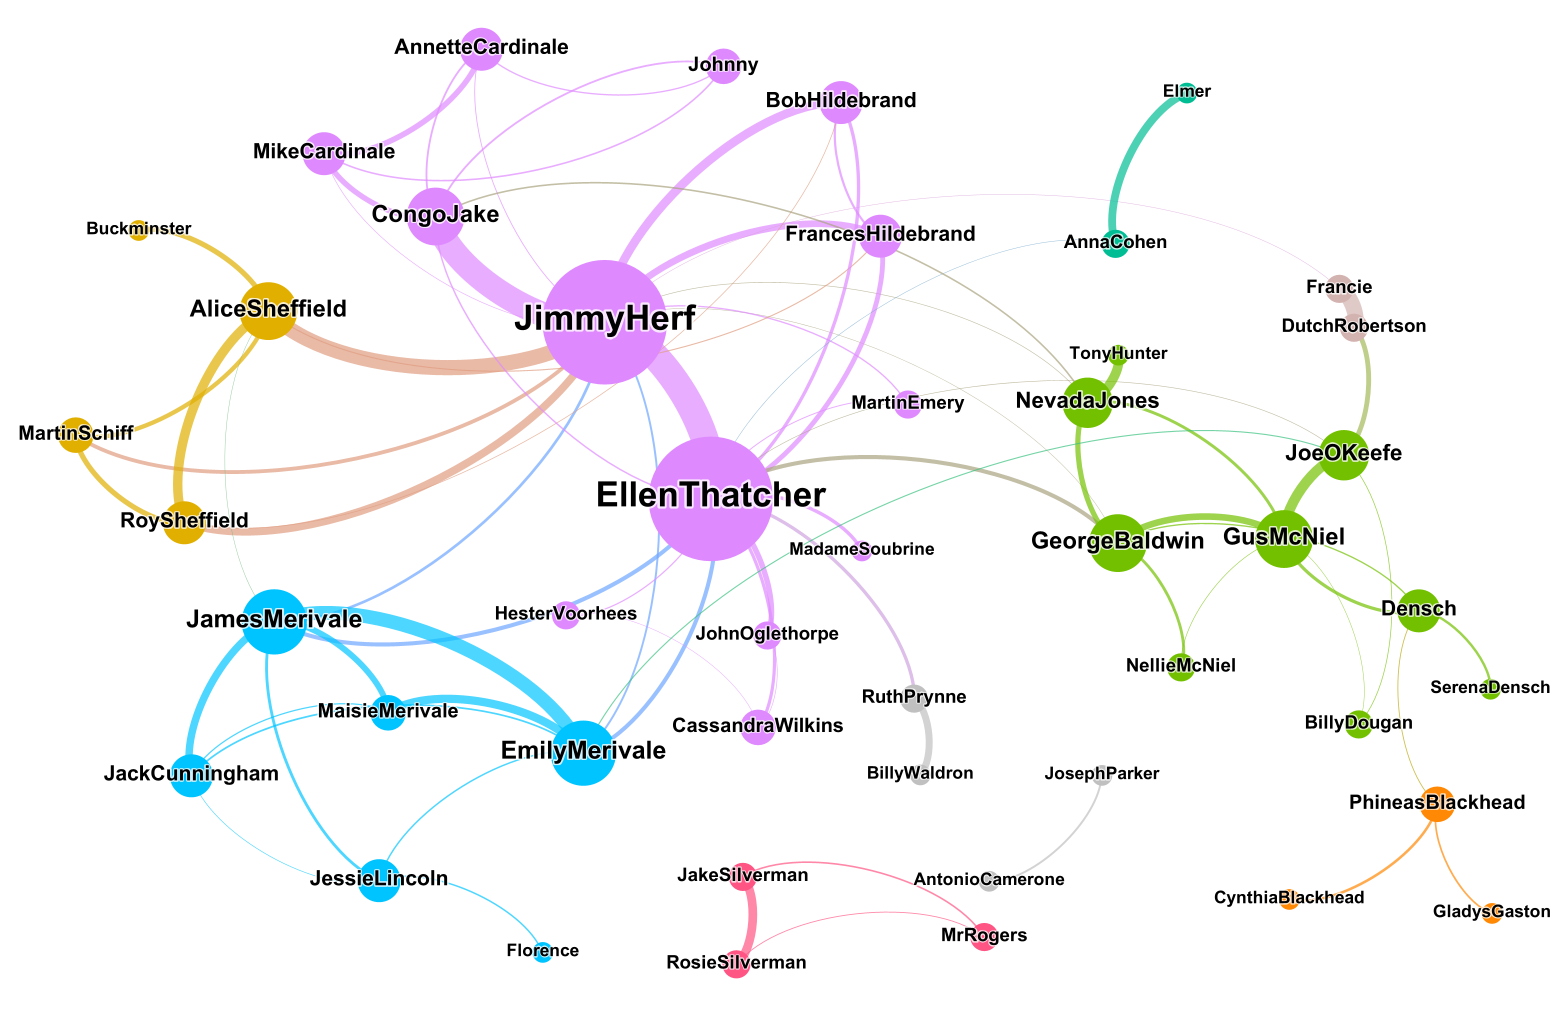 AnnetteCardinale
Johnny
BobHildebrand
Elmer
MikeCardinale
CongoJake
Buckminster
FrancesHildebrand
AnnaCohen
AliceSheffield
Francie
JimmyHerf
DutchRobertson
TonyHunter
NevadaJones
MartinEmery
MartinSchiff
JoeOKeefe
EllenThatcher
RoySheffield
GeorgeBaldwin
GusMcNiel
MadameSoubrine
Densch
HesterVoorhees
JamesMerivale
JohnOglethorpe
NellieMcNiel
SerenaDensch
RuthPrynne
MaisieMerivale
CassandraWilkins
BillyDougan
EmilyMerivale
JackCunningham
BillyWaldron
JosephParker
PhineasBlackhead
JessieLincoln
JakeSilverman
AntonioCamerone
CynthiaBlackhead
GladysGaston
MrRogers
Florence
RosieSilverman